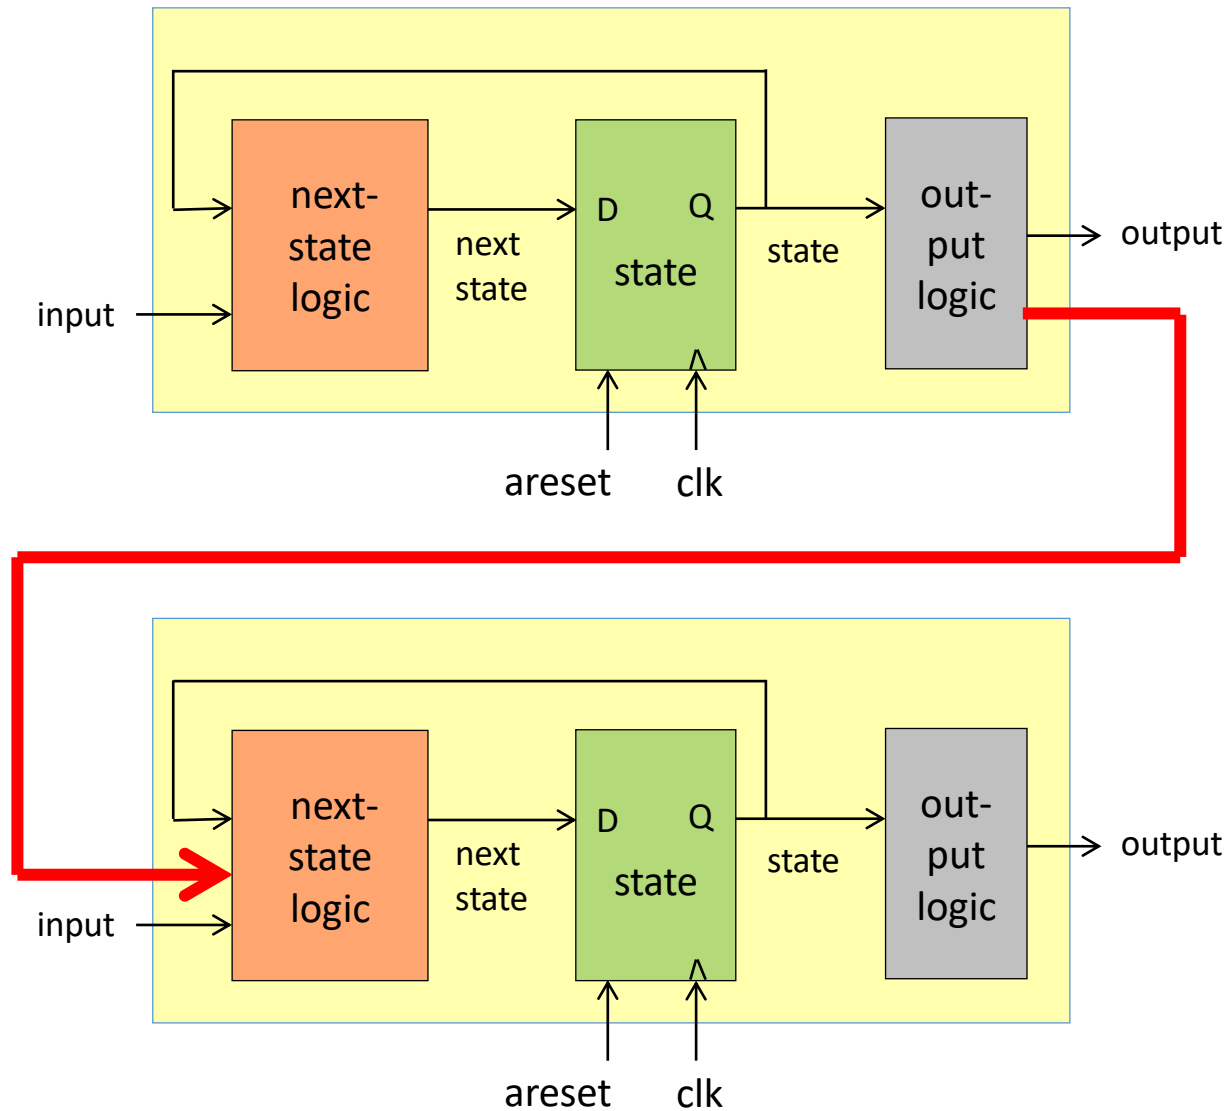 next-
state
logic
input
next
state
D Q
state
state
out-
put
logic
output
areset
clk
next-
state
logic
input
next
state
D Q
state
state
out-
put
logic
output
areset
clk